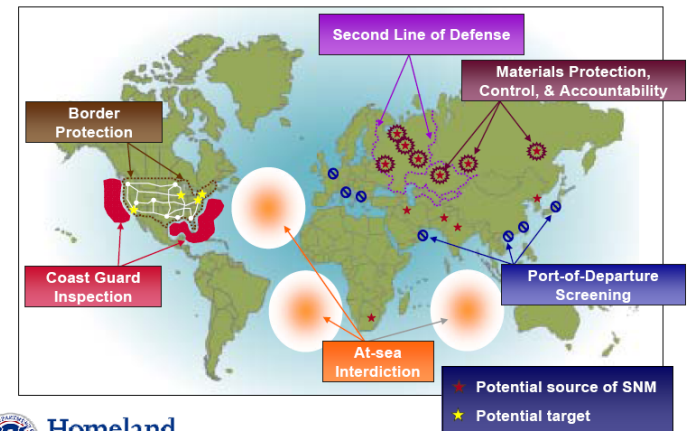 Second Line of Defense
Materials Protection,
Control, & Accountability
Border
Protection
Coast Guard
Inspection
Port-of-Departure
Screening
At-sea
Interdiction
Potential source of SNM
Potential target
Homeland